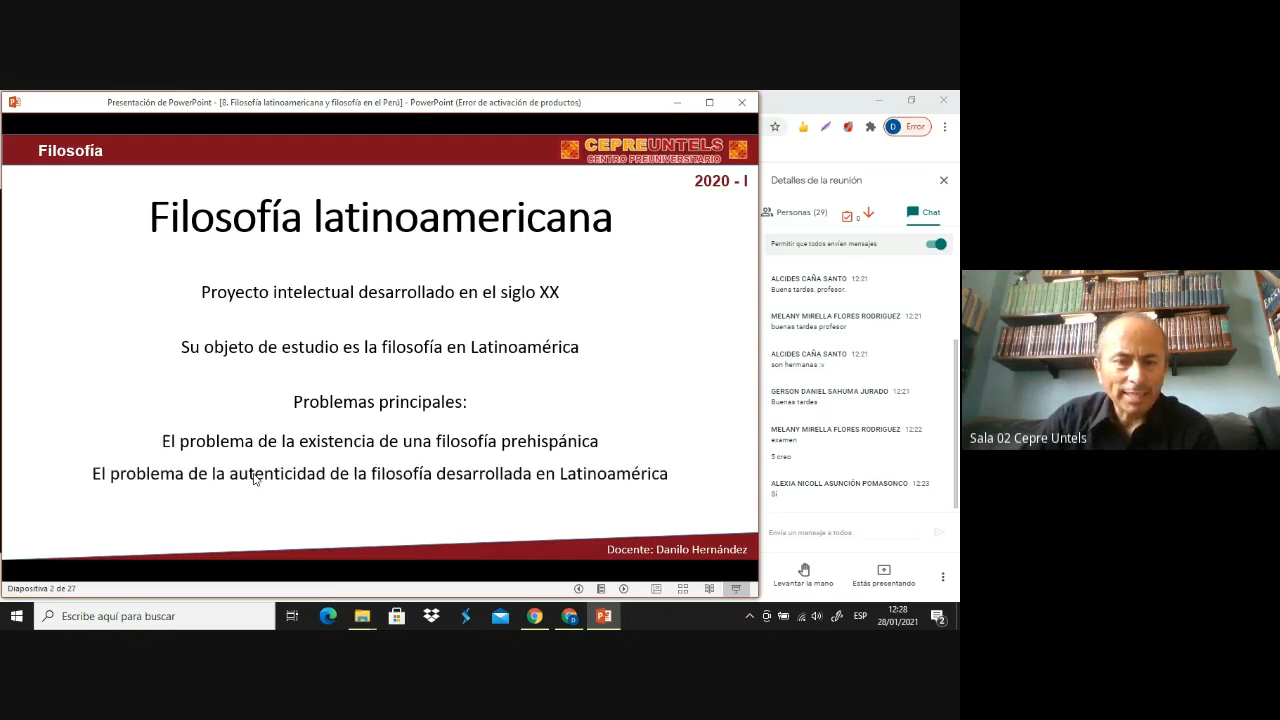 Presentación de PowerPoint - [8. Filosofía latinoamericana y filosofía en el Perú] - PowerPoint (Error de activación de productos)
Filosofía
CEPREUNTELS
CENTRO PREUNIVERSITARIO
2020 - I
Filosofía latinoamericana
Proyecto intelectual desarrollado en el siglo XX
Su objeto de estudio es la filosofía en Latinoamérica
Problemas principales:
El problema de la existencia de una filosofía prehispánica
El problema de la autenticidad de la filosofía desarrollada en Latinoamérica
Docente: Danilo Hernández
Diapositiva 2 de 27
D Error
Detalles de la reunión
Personas (29)
0
Chat
Permitir que todos envíen mensajes
ALCIDES CAÑA SANTO 12:21
Buena tardes, profesor.
MELANY MIRELLA FLORES RODRIGUEZ 12:21
buenas tardes profesor
ALCIDES CAÑA SANTO 12:21
son hermanas :v
GERSON DANIEL SAHUMA JURADO 12:21
Buenas tardes
MELANY MIRELLA FLORES RODRIGUEZ 12:22
examen
5 creo
ALEXIA NICOLL ASUNCIÓN POMASONCO 12:23
Si
Envía un mensaje a todos
Levantar la mano
Estás presentando
Sala 02 Cepre Untels
Escribe aquí para buscar
ESP
12:28
28/01/2021
2